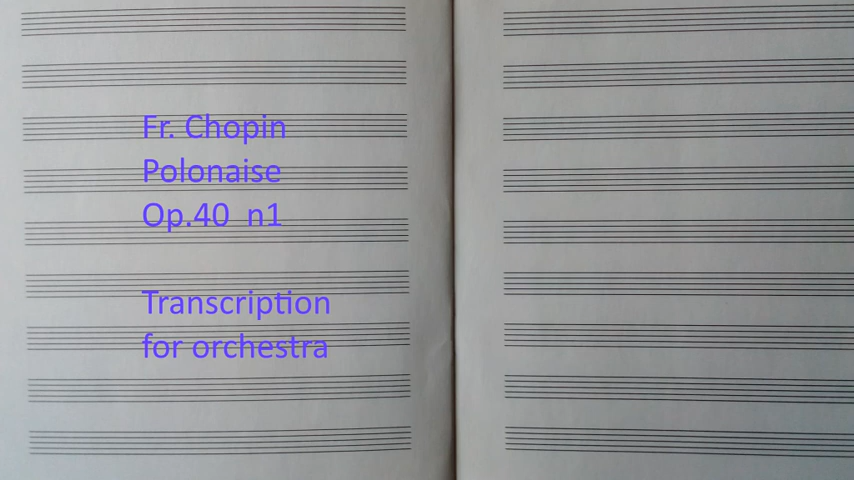 Fr. Chopin
Polonaise
Op.40 n1
Transcription
for orchestra